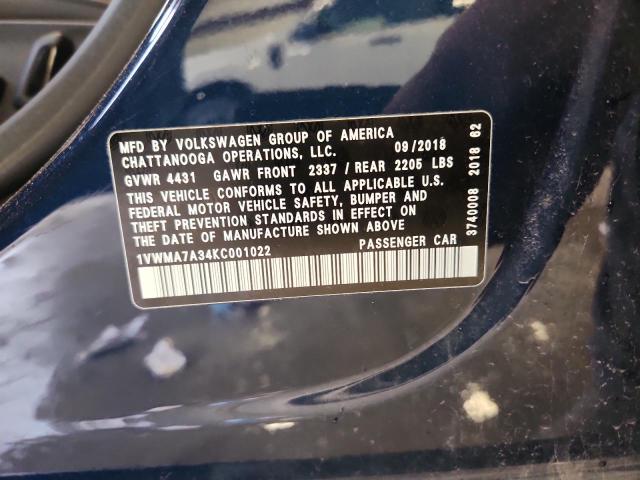 MFD BY VOLKSWAGEN GROUP OF AMERICA
CHATTANOOGA OPERATIONS, LLC. 09/2018
GVWR 4431 GAWR FRONT 2337 / REAR 2205 LBS
THIS VEHICLE CONFORMS TO ALL APPLICABLE U.S.
FEDERAL MOTOR VEHICLE SAFETY, BUMPER AND
THEFT PREVENTION STANDARDS IN EFFECT ON
THE DATE OF MANUFACTURE SHOWN ABOVE
1VWMA7A34KC001022 PASSENGER CAR
3740008 2018 62